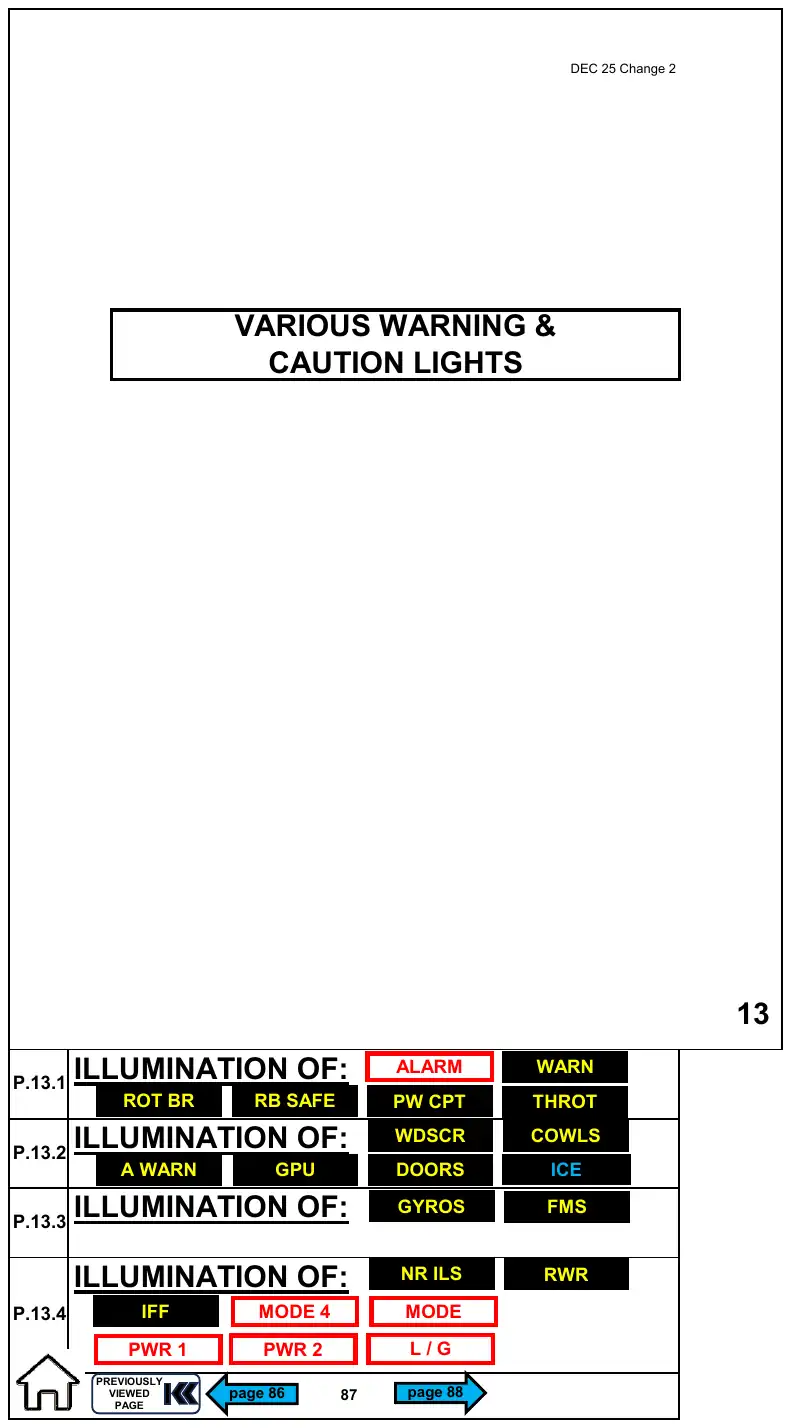 DEC 25 Change 2
VARIOUS WARNING &
CAUTION LIGHTS
13
P.13.1
ILLUMINATION OF:
ALARM
WARN
ROT BR
RB SAFE
PW CPT
THROT
P.13.2
ILLUMINATION OF:
WDSCR
COWLS
A WARN
GPU
DOORS
ICE
P.13.3
ILLUMINATION OF:
GYROS
FMS
P.13.4
ILLUMINATION OF:
NR ILS
RWR
IFF
MODE 4
MODE
PWR 1
PWR 2
L / G
PREVIOUSLY
VIEWED
PAGE
page 86
87
page 88